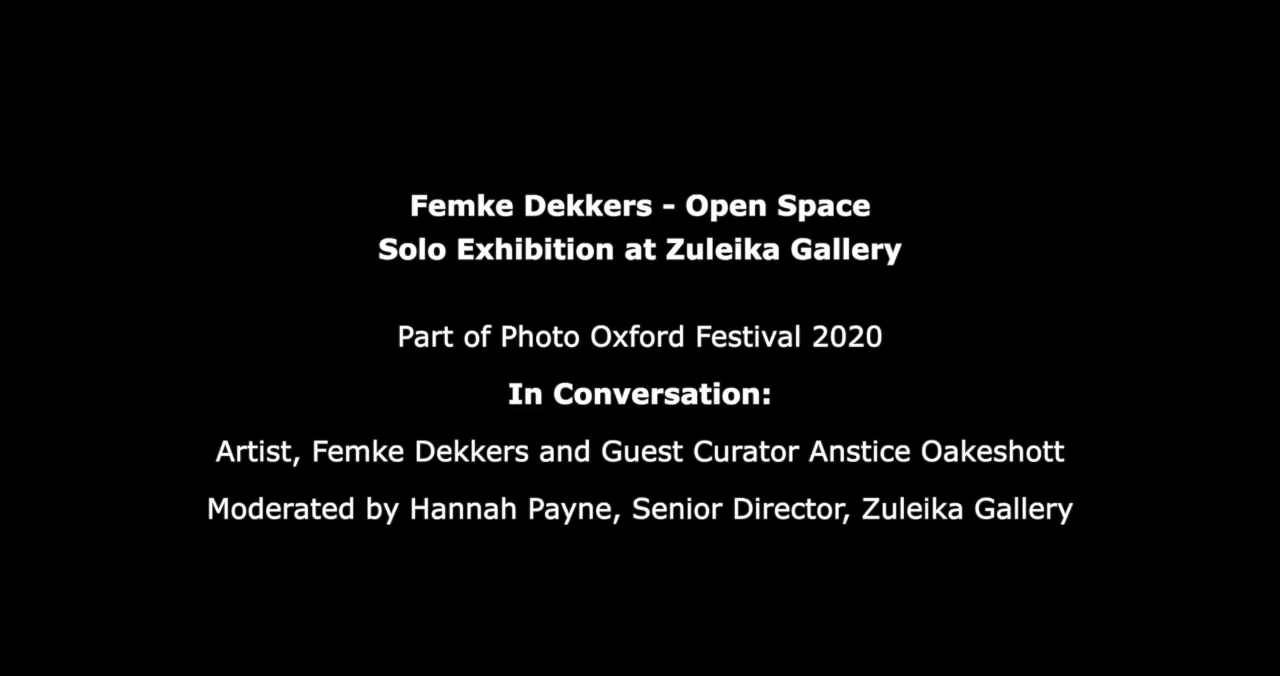 Femke Dekkers - Open Space
Solo Exhibition at Zuleika Gallery
Part of Photo Oxford Festival 2020
In Conversation:
Artist, Femke Dekkers and Guest Curator Anstice Oakeshott
Moderated by Hannah Payne, Senior Director, Zuleika Gallery